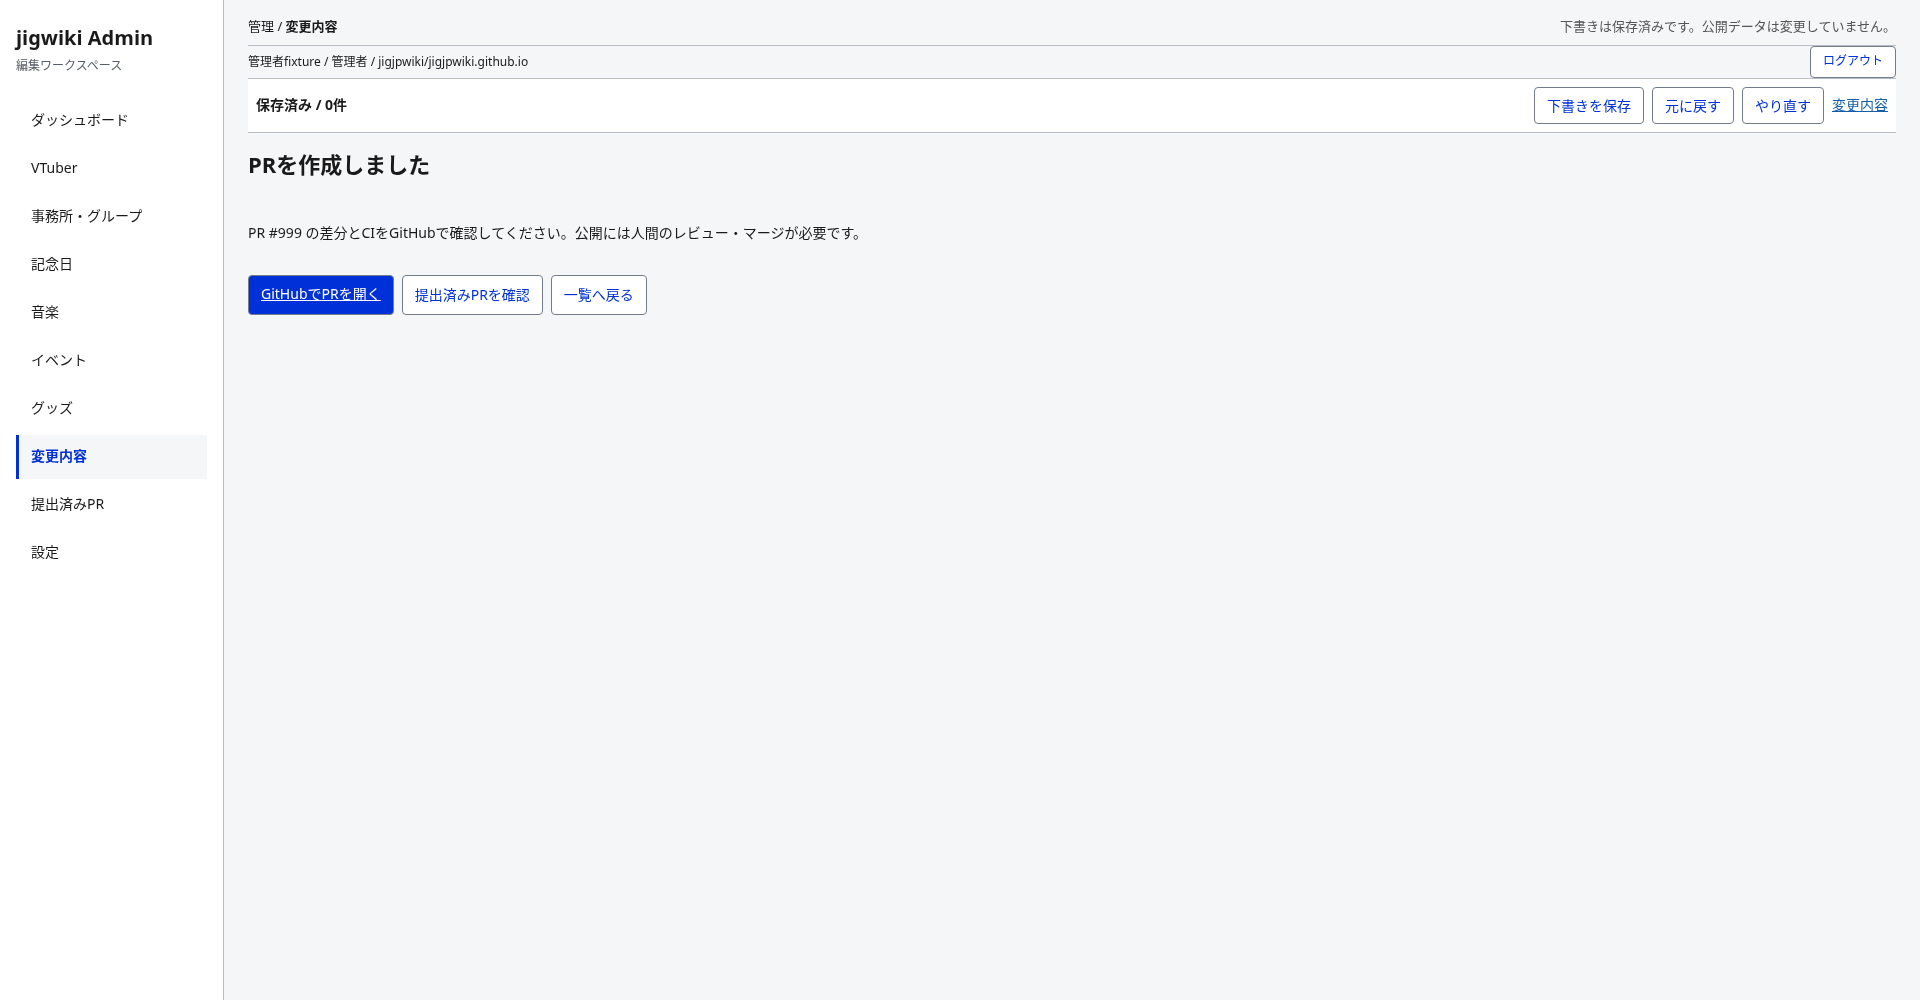 jigwiki Admin
編集ワークスペース
ダッシュボード
VTuber
事務所・グループ
記念日
音楽
イベント
グッズ
変更内容
提出済みPR
設定
管理 / 変更内容
下書きは保存済みです。公開データは変更していません。
管理者fixture / 管理者 / jigjpwiki/jigjpwiki.github.io
ログアウト
保存済み / 0件
下書きを保存
元に戻す
やり直す
変更内容
PRを作成しました
PR #999 の差分とCIをGitHubで確認してください。公開には人間のレビュー・マージが必要です。
GitHubでPRを開く
提出済みPRを確認
一覧へ戻る